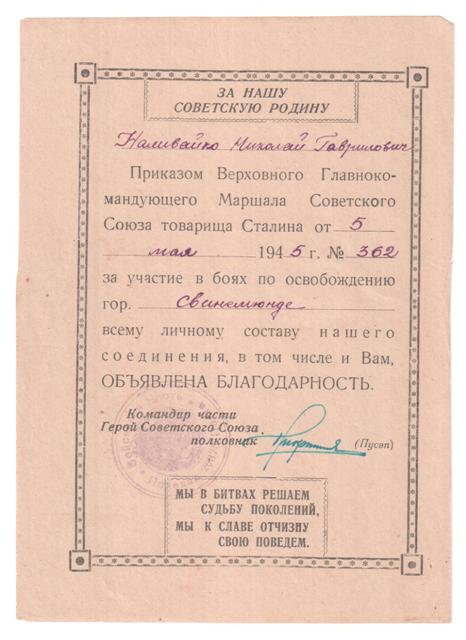 ЗА НАШУ
СОВЕТСКУЮ РОДИНУ
Наливайко Николай Гаврилович
Приказом Верховного Главноко-
мандующего Маршала Советского
Союза товарища Сталина от 5
мая 1945 г. № 362
за участие в боях по освобождению
гор. Свинемюнде
всему личному составу нашего
соединения, в том числе и Вам,
ОБЪЯВЛЕНА БЛАГОДАРНОСТЬ.
Командир части
Герой Советского Союза
полковник (Пусэп)
МЫ В БИТВАХ РЕШАЕМ
СУДЬБУ ПОКОЛЕНИЙ,
МЫ К СЛАВЕ ОТЧИЗНУ
СВОЮ ПОВЕДЕМ.